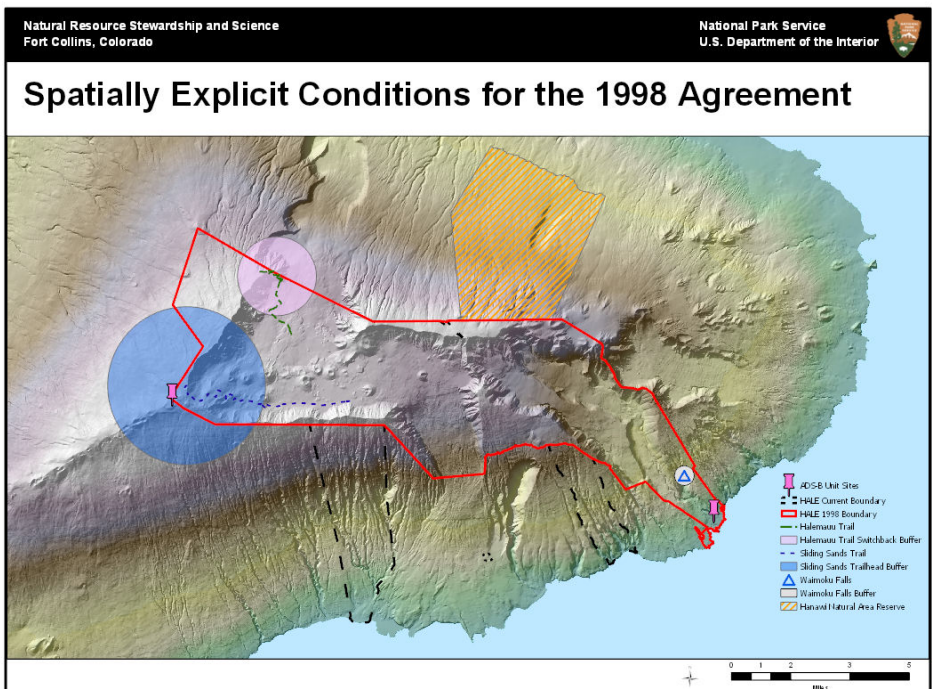 Natural Resource Stewardship and Science
Fort Collins, Colorado
National Park Service
U.S. Department of the Interior
Spatially Explicit Conditions for the 1998 Agreement
ADS-B Unit Sites
HALE Current Boundary
HALE 1998 Boundary
Halemauu Trail
Halemauu Trail Switchback Buffer
Sliding Sands Trail
Sliding Sands Trailhead Buffer
Waimoku Falls
Waimoku Falls Buffer
Hanawi Natural Area Reserve
0 1 2 3 5